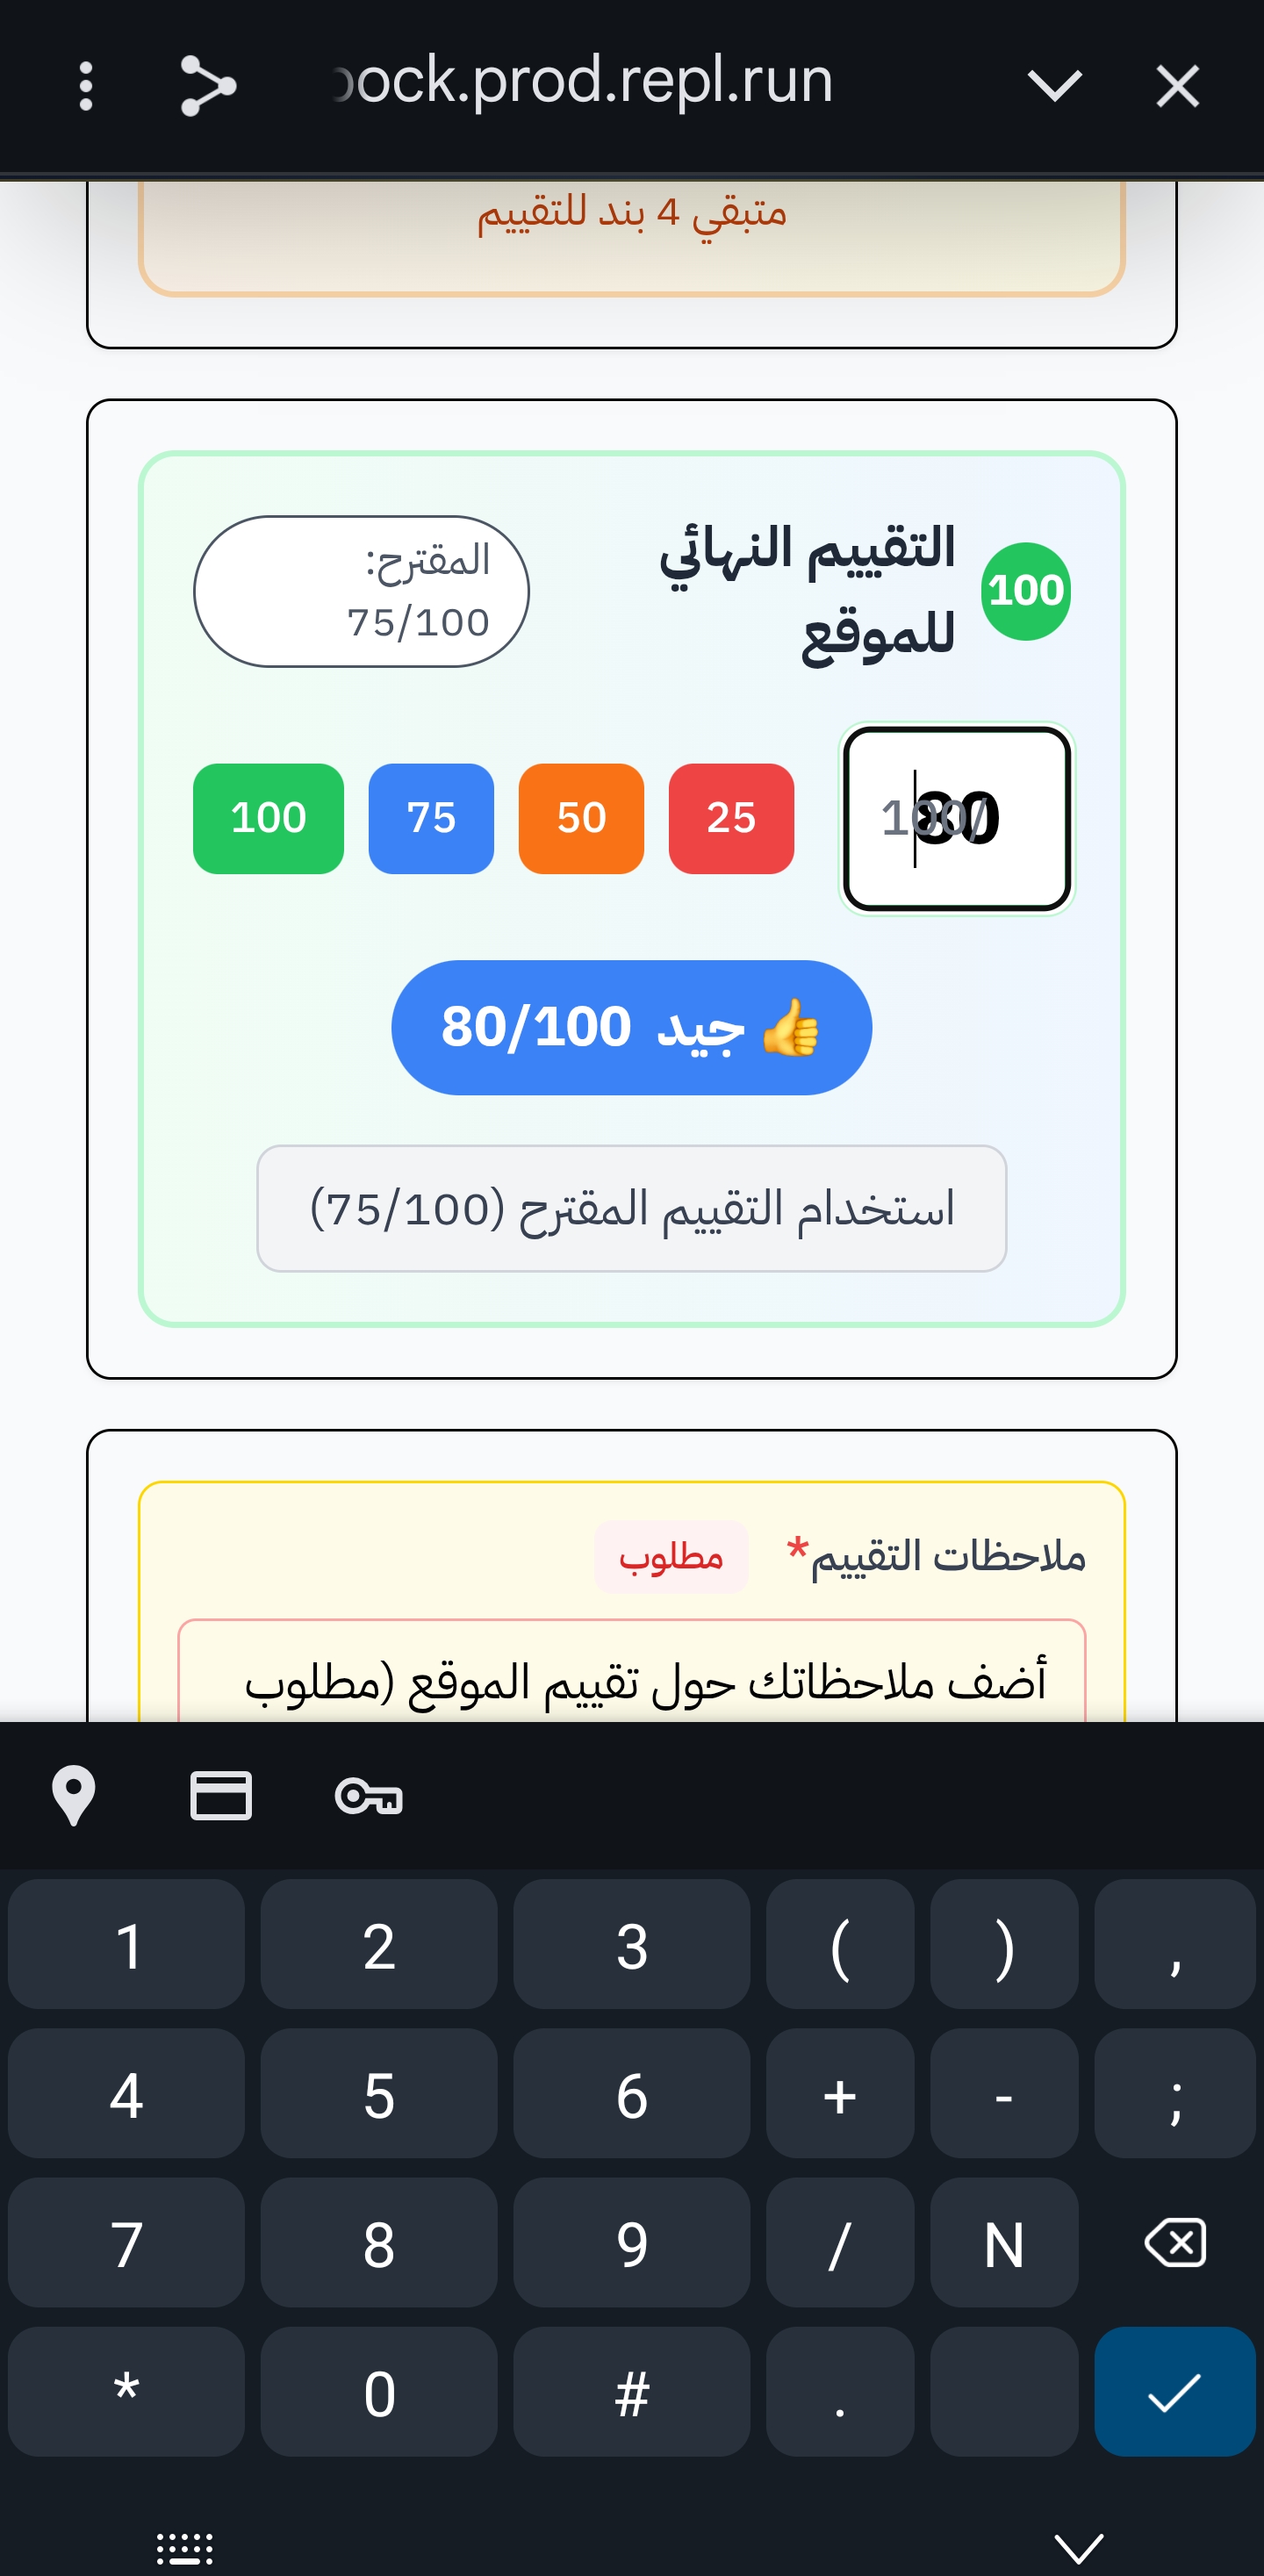 ock.prod.repl.run
متبقي 4 بند للتقييم
100
التقييم النهائي
للموقع
المقترح:
75/100
80
/100
25
50
75
100
👍 جيد 80/100
استخدام التقييم المقترح (75/100)
ملاحظات التقييم*
مطلوب
أضف ملاحظاتك حول تقييم الموقع (مطلوب
1 2 3 ( ) ,
4 5 6 + - ;
7 8 9 / N
* 0 # .